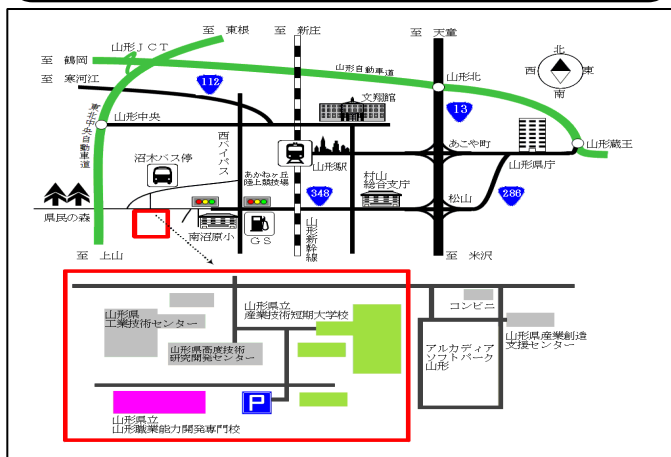 至 東根
至 新庄
至 天童
山形JCT
至 鶴岡
至 寒河江
112
山形自動車道
山形北
北
西
東
南
13
文翔館
東北中央自動車道
山形中央
西バイパス
沼木バス停
あかねヶ丘
陸上競技場
山形駅
あこや町
山形県庁
山形蔵王
348
村山
総合支庁
松山
286
県民の森
南沼原小
GS
山形新幹線
至 上山
至 米沢
山形県
工業技術センター
山形県立
産業技術短期大学校
山形県高度技術
研究開発センター
コンビニ
アルカディア
ソフトパーク
山形
山形県産業創造
支援センター
P
山形県立
山形職業能力開発専門校